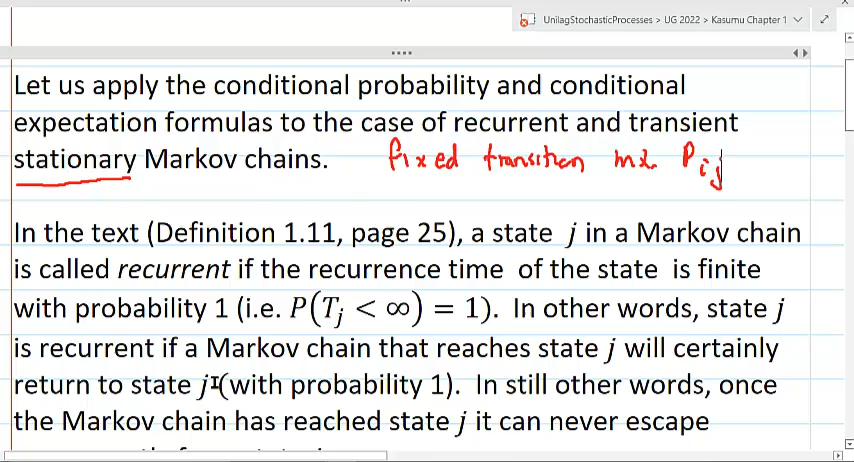 UnilagStochasticProcesses > UG 2022 > Kasumu Chapter 1
Let us apply the conditional probability and conditional
expectation formulas to the case of recurrent and transient
stationary Markov chains. fixed transition mx. P_ij
In the text (Definition 1.11, page 25), a state j in a Markov chain
is called recurrent if the recurrence time of the state is finite
with probability 1 (i.e. P(T_j < ∞) = 1). In other words, state j
is recurrent if a Markov chain that reaches state j will certainly
return to state j (with probability 1). In still other words, once
the Markov chain has reached state j it can never escape